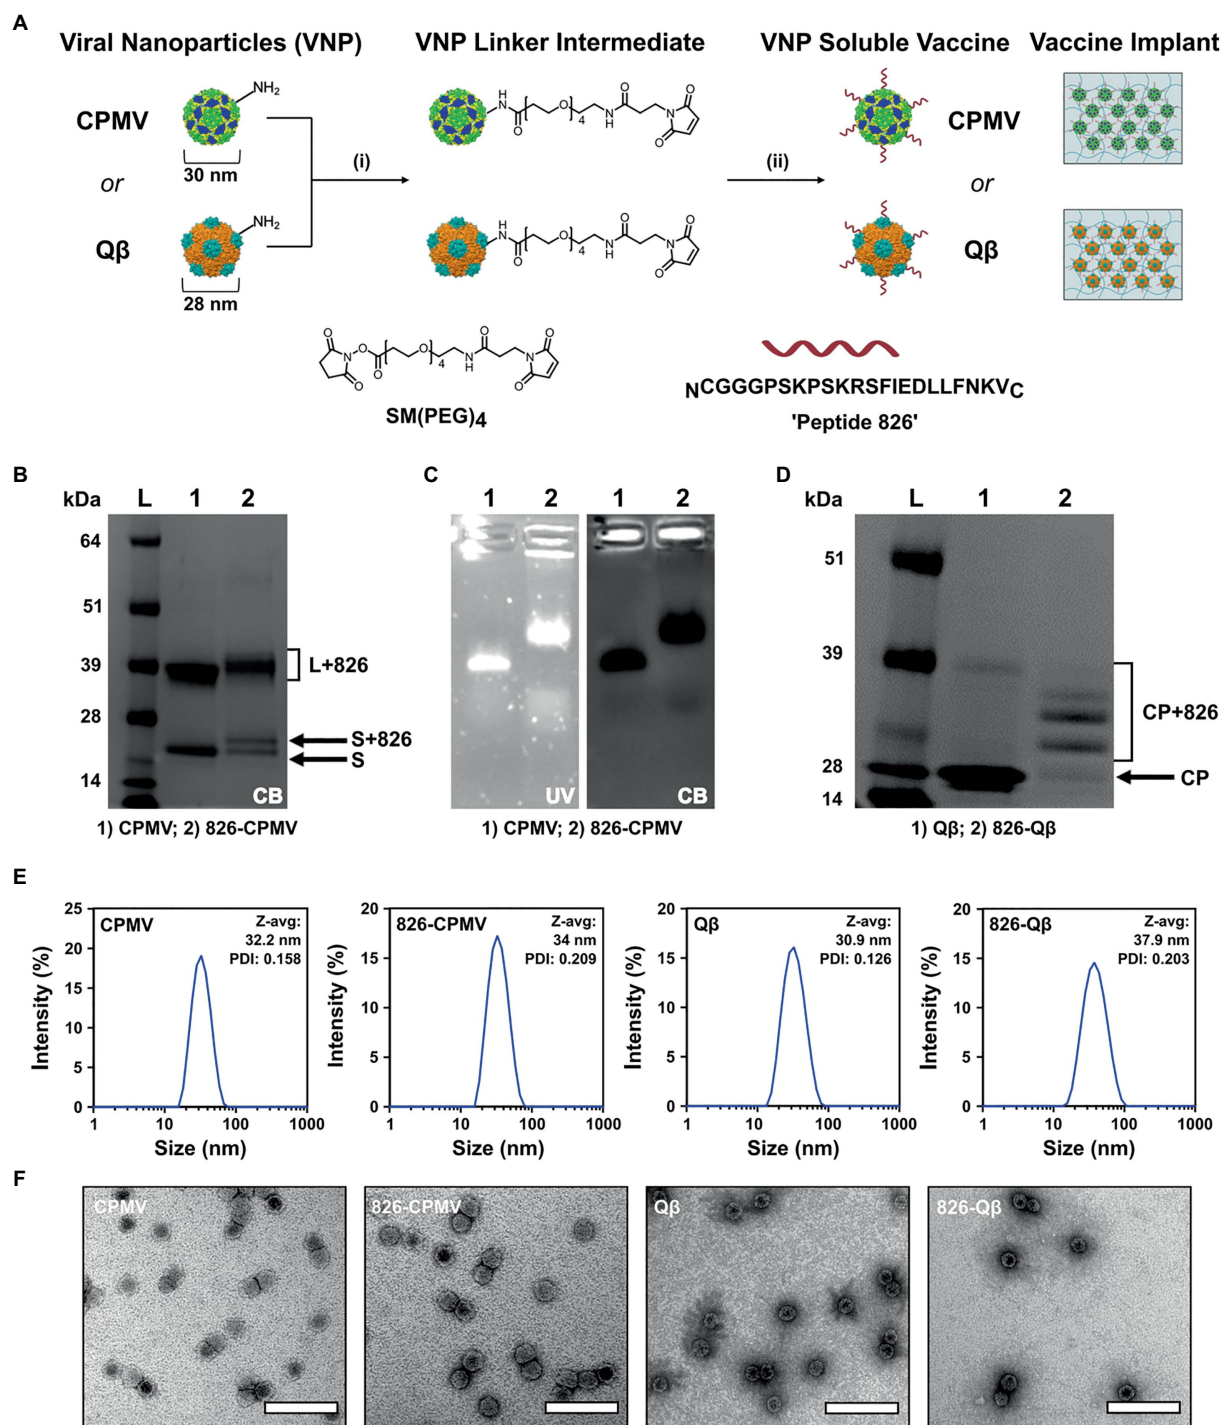 A
Viral Nanoparticles (VNP)
VNP Linker Intermediate
VNP Soluble Vaccine
Vaccine Implant
NH2
CPMV
30 nm
or
NH2
Qβ
28 nm
(i)
H
N
O
O
4
N
H
O
N
O
O
H
N
O
O
4
N
H
O
N
O
O
(ii)
CPMV
or
Qβ
O
N
O
O
O
O
4
N
H
O
N
O
O
SM(PEG)4
NCGGGPSKPSKRSFIEDLLFNKVC
'Peptide 826'
B
kDa
L
1
2
64
51
39
28
14
L+826
S+826
S
CB
1) CPMV; 2) 826-CPMV
C
1
2
1
2
UV
CB
1) CPMV; 2) 826-CPMV
D
kDa
L
1
2
51
39
28
14
CP+826
CP
1) Qβ; 2) 826-Qβ
E
Intensity (%)
25
20
15
10
5
0
CPMV
Z-avg:
32.2 nm
PDI: 0.158
1
10
100
1000
Size (nm)
Intensity (%)
20
15
10
5
0
826-CPMV
Z-avg:
34 nm
PDI: 0.209
1
10
100
1000
Size (nm)
Intensity (%)
20
15
10
5
0
Qβ
Z-avg:
30.9 nm
PDI: 0.126
1
10
100
1000
Size (nm)
Intensity (%)
20
15
10
5
0
826-Qβ
Z-avg:
37.9 nm
PDI: 0.203
1
10
100
1000
Size (nm)
F
CPMV
826-CPMV
Qβ
826-Qβ